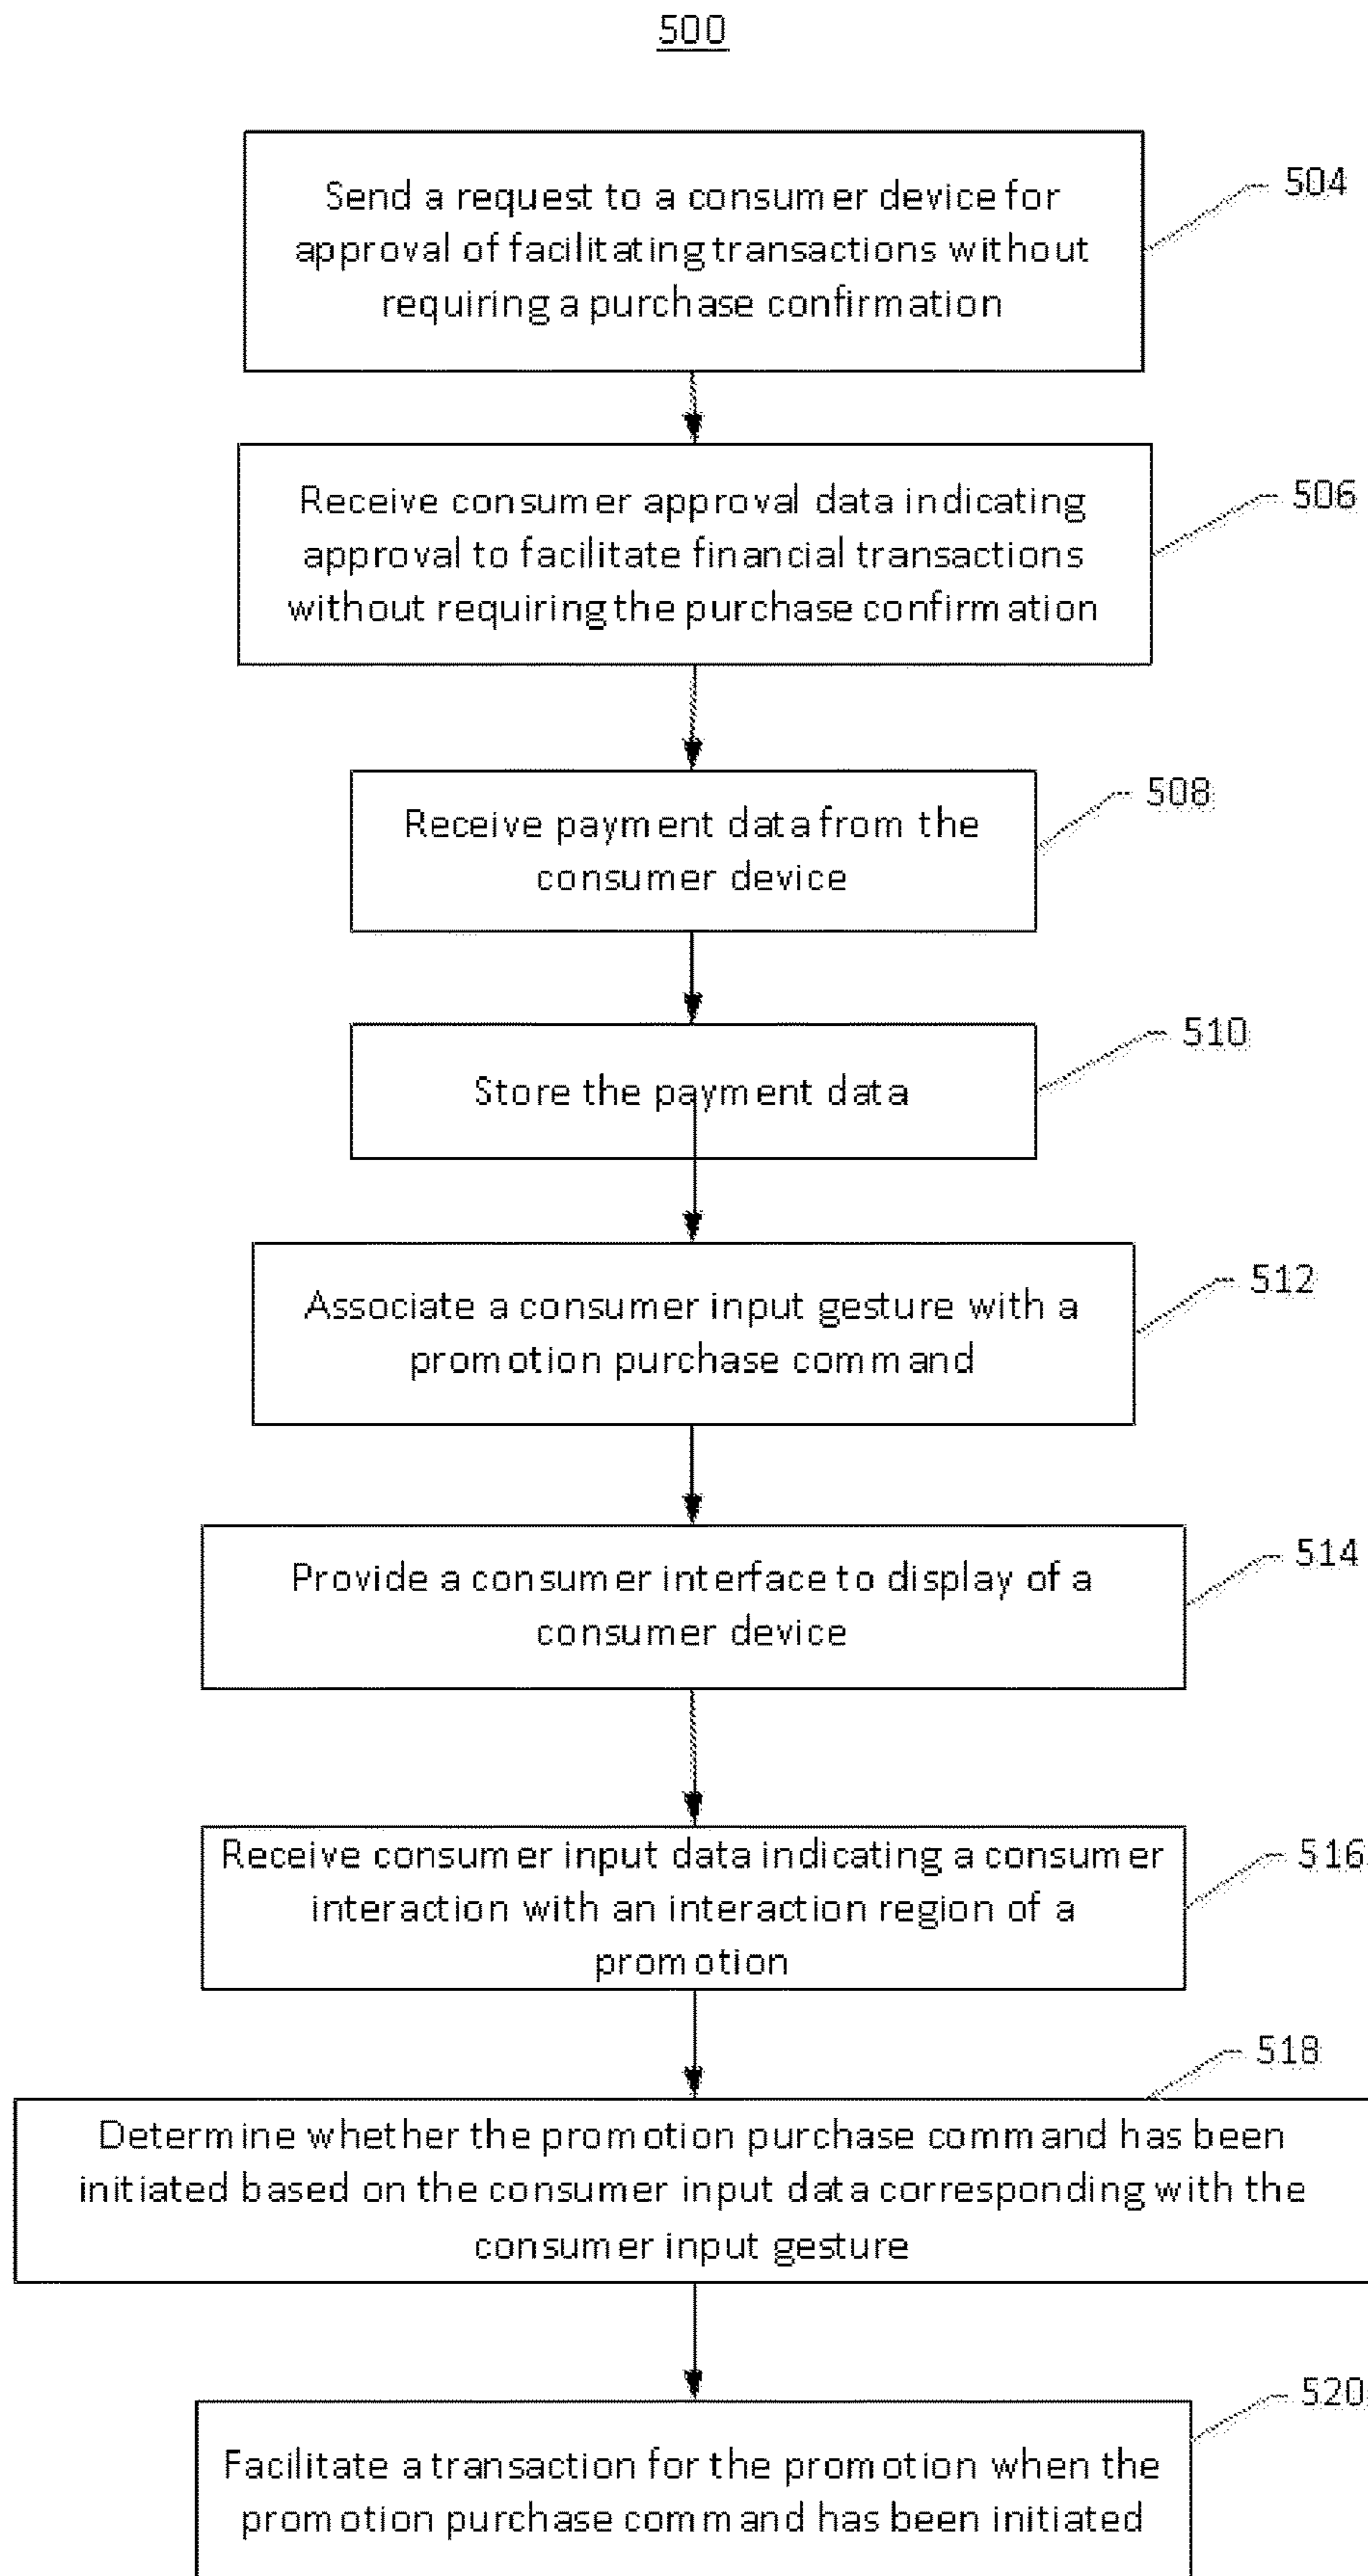 500
Send a request to a consumer device for
approval of facilitating transactions without
requiring a purchase confirmation
504
Receive consumer approval data indicating
approval to facilitate financial transactions
without requiring the purchase confirmation
506
Receive payment data from the
consumer device
508
Store the payment data
510
Associate a consumer input gesture with a
promotion purchase command
512
Provide a consumer interface to display of a
consumer device
514
Receive consumer input data indicating a consumer
interaction with an interaction region of a
promotion
516
518
Determine whether the promotion purchase command has been
initiated based on the consumer input data corresponding with the
consumer input gesture
520
Facilitate a transaction for the promotion when the
promotion purchase command has been initiated